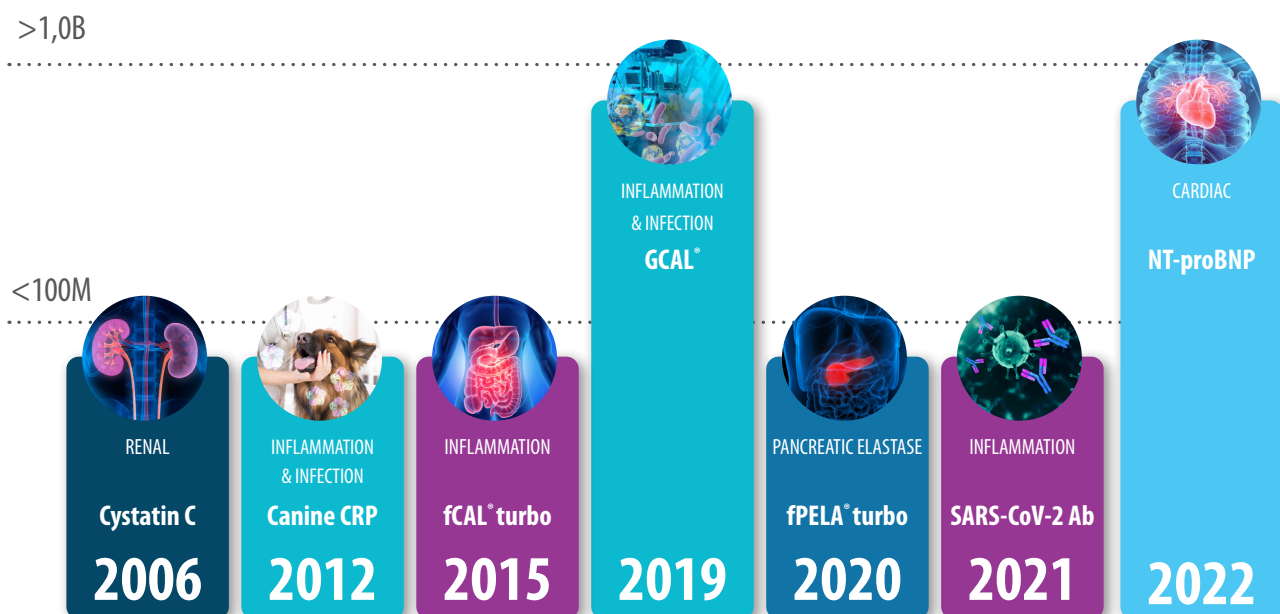 >1,0B
<100M
RENAL
Cystatin C
2006
INFLAMMATION
& INFECTION
Canine CRP
2012
INFLAMMATION
fCAL® turbo
2015
INFLAMMATION
& INFECTION
GCAL®
2019
PANCREATIC ELASTASE
fPELA® turbo
2020
INFLAMMATION
SARS-CoV-2 Ab
2021
CARDIAC
NT-proBNP
2022